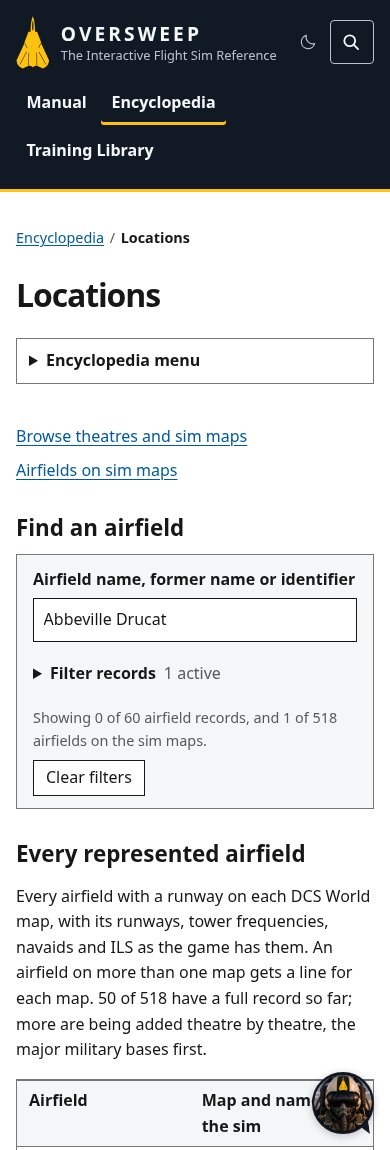 OVERSWEEP
The Interactive Flight Sim Reference
Manual
Encyclopedia
Training Library
Encyclopedia / Locations
Locations
Encyclopedia menu
Browse theatres and sim maps
Airfields on sim maps
Find an airfield
Airfield name, former name or identifier
Abbeville Drucat
Filter records 1 active
Showing 0 of 60 airfield records, and 1 of 518
airfields on the sim maps.
Clear filters
Every represented airfield
Every airfield with a runway on each DCS World
map, with its runways, tower frequencies,
navaids and ILS as the game has them. An
airfield on more than one map gets a line for
each map. 50 of 518 have a full record so far;
more are being added theatre by theatre, the
major military bases first.
Airfield
Map and nam
the sim